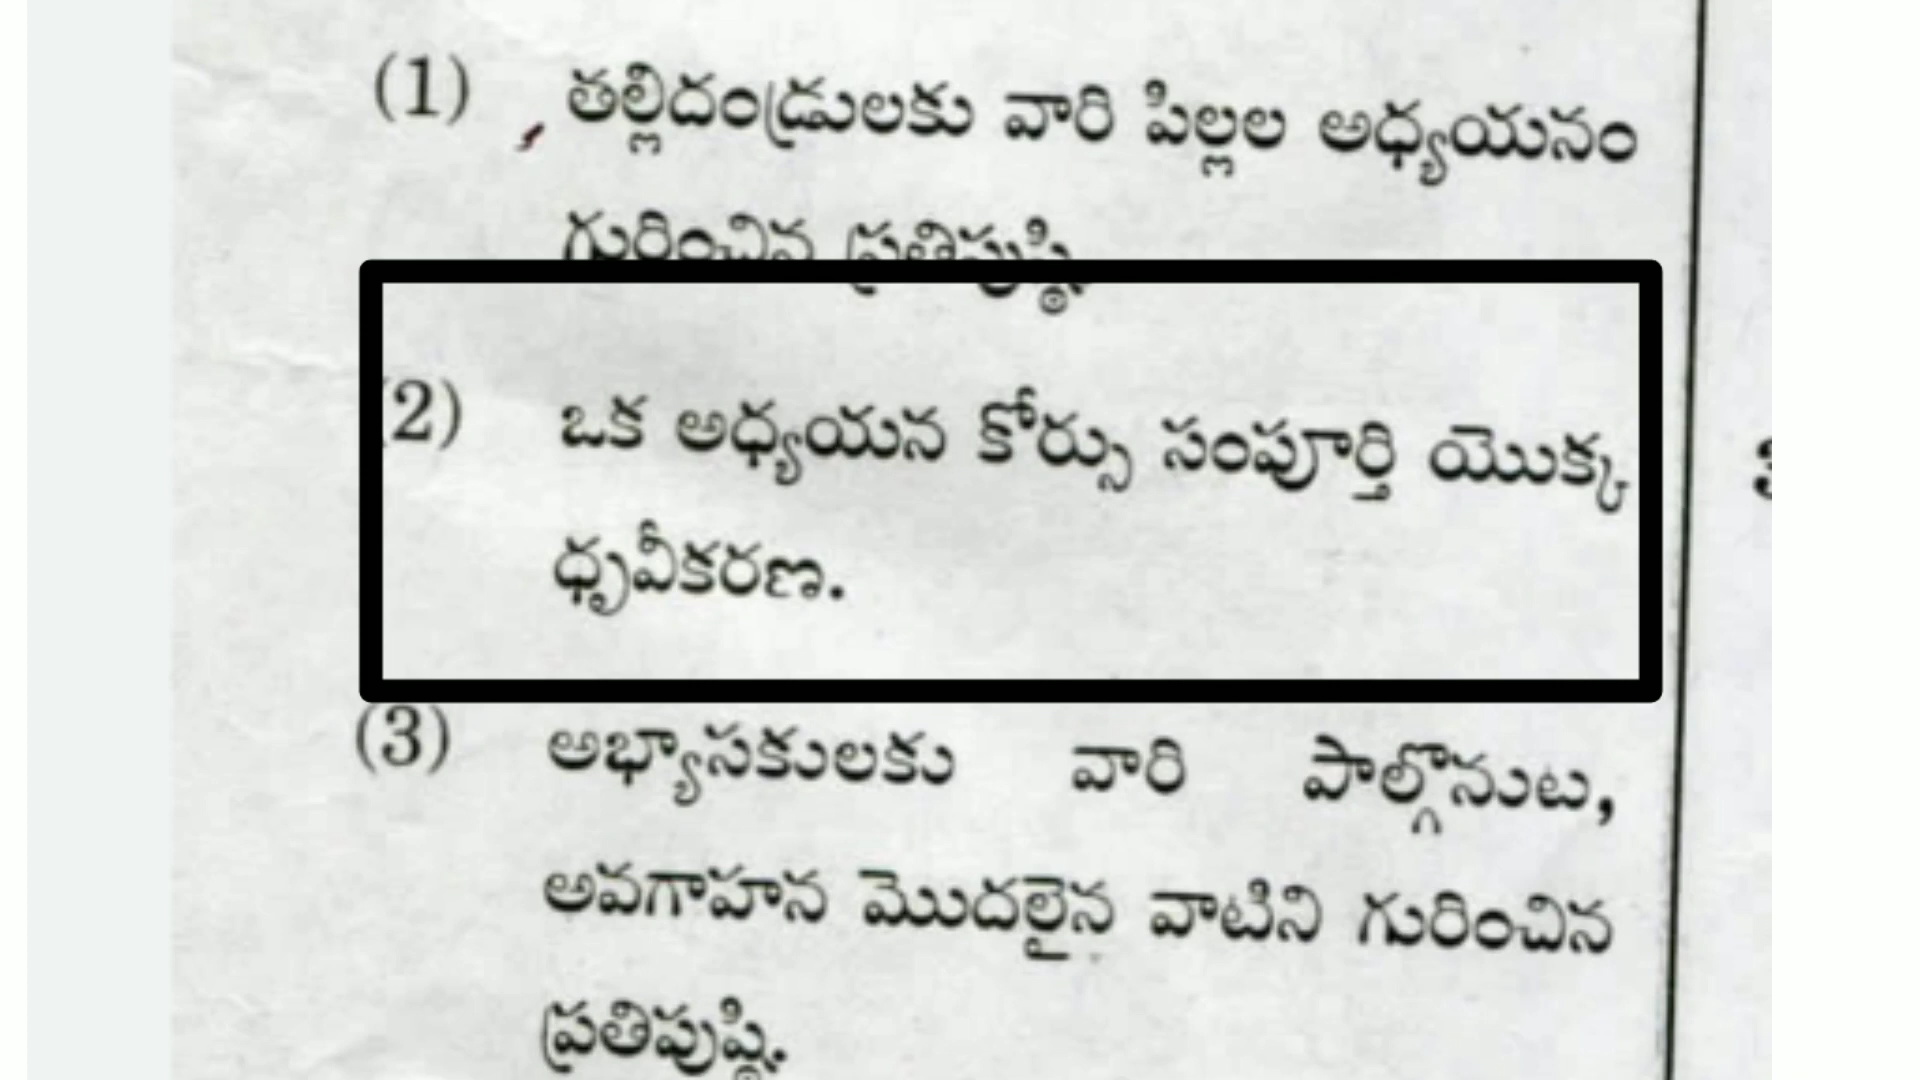 (1) తల్లిదండ్రులకు వారి పిల్లల అధ్యయనం
గురించిన ప్రతిపుష్ఠి.
(2) ఒక అధ్యయన కోర్సు సంపూర్తి యొక్క
ధృవీకరణ.
(3) అభ్యాసకులకు వారి పాల్గొనుట,
అవగాహన మొదలైన వాటిని గురించిన
ప్రతిపుష్ఠి.